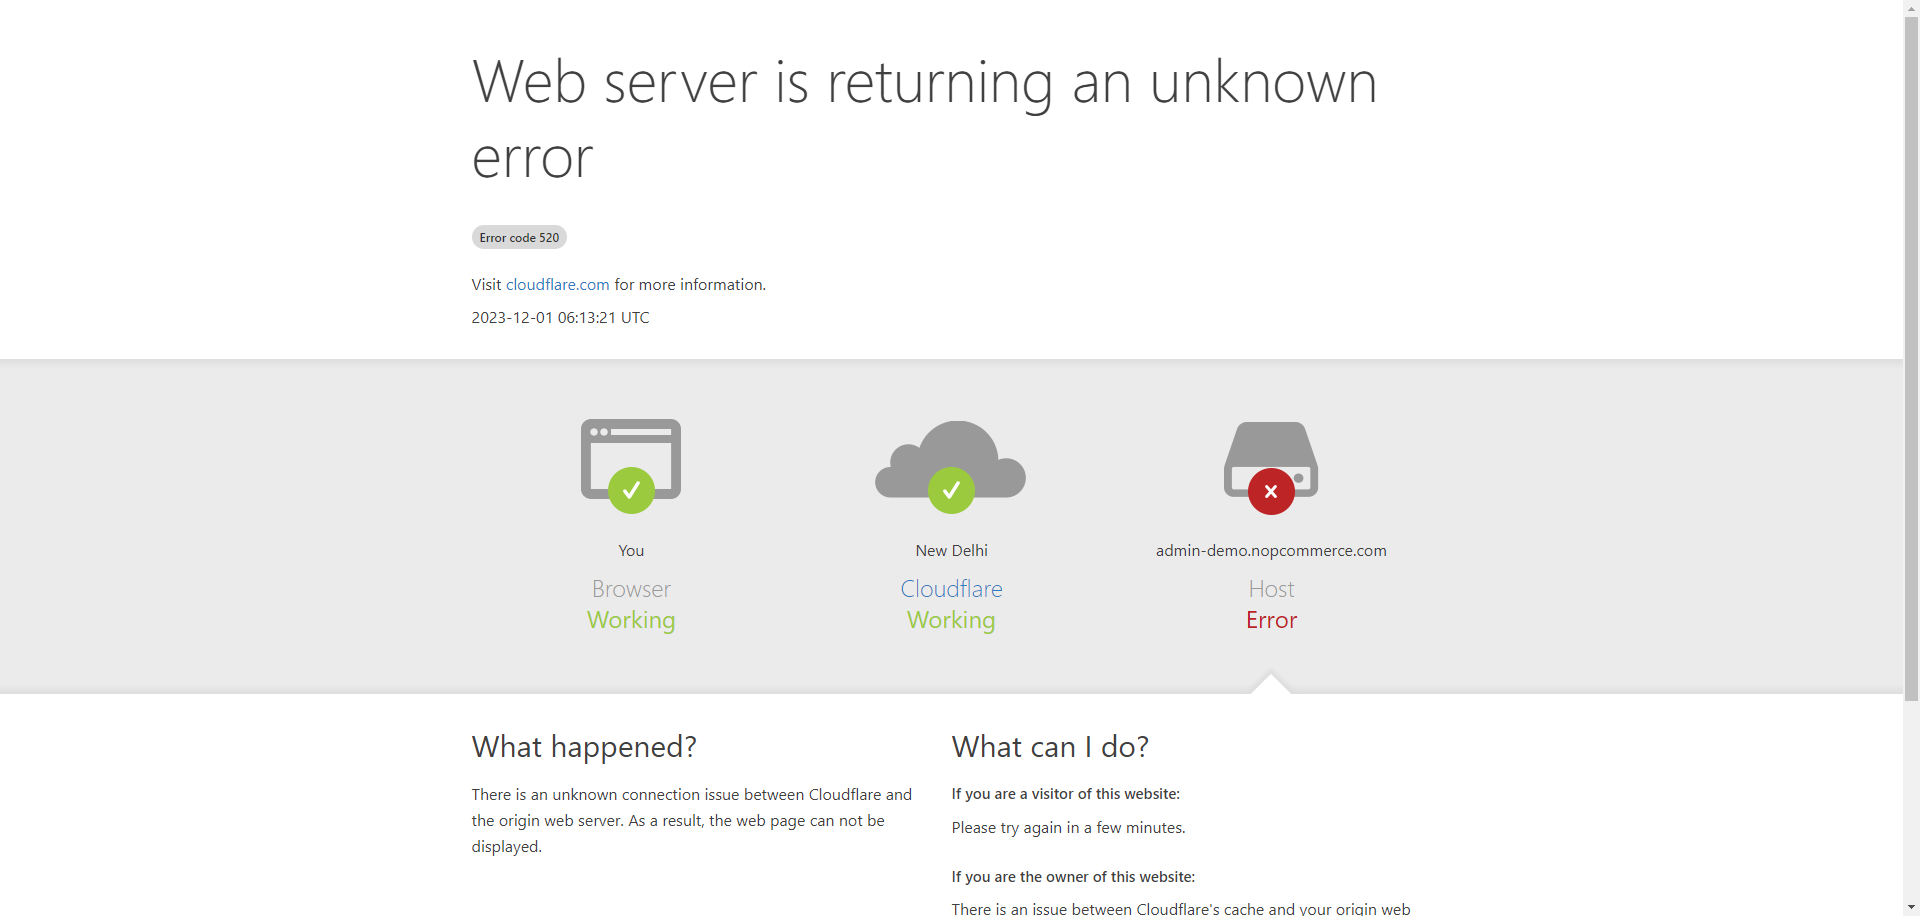 Web server is returning an unknown
error
Error code 520
Visit cloudflare.com for more information.
2023-12-01 06:13:21 UTC
You
Browser
Working
New Delhi
Cloudflare
Working
admin-demo.nopcommerce.com
Host
Error
What happened?
There is an unknown connection issue between Cloudflare and
the origin web server. As a result, the web page can not be
displayed.
What can I do?
If you are a visitor of this website:
Please try again in a few minutes.
If you are the owner of this website:
There is an issue between Cloudflare's cache and your origin web